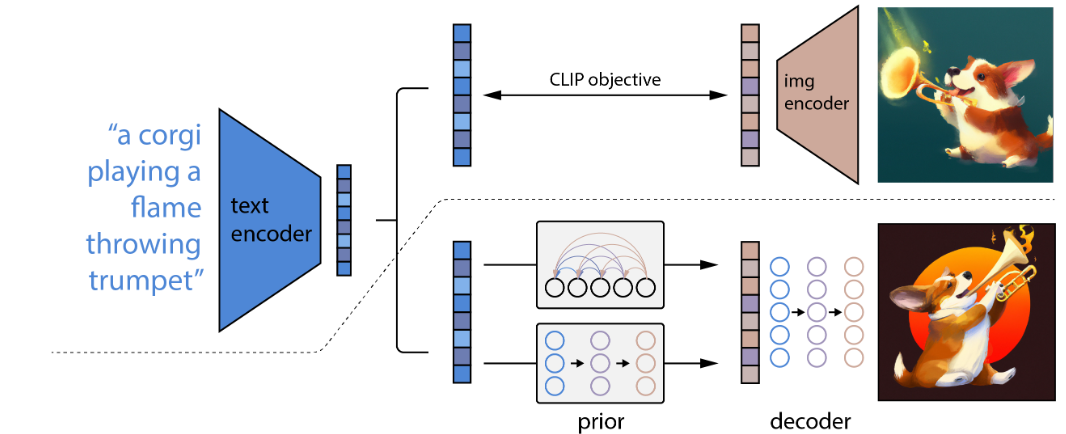 “a corgi
playing a
flame
throwing
trumpet”
text
encoder
CLIP objective
img
encoder
prior
decoder